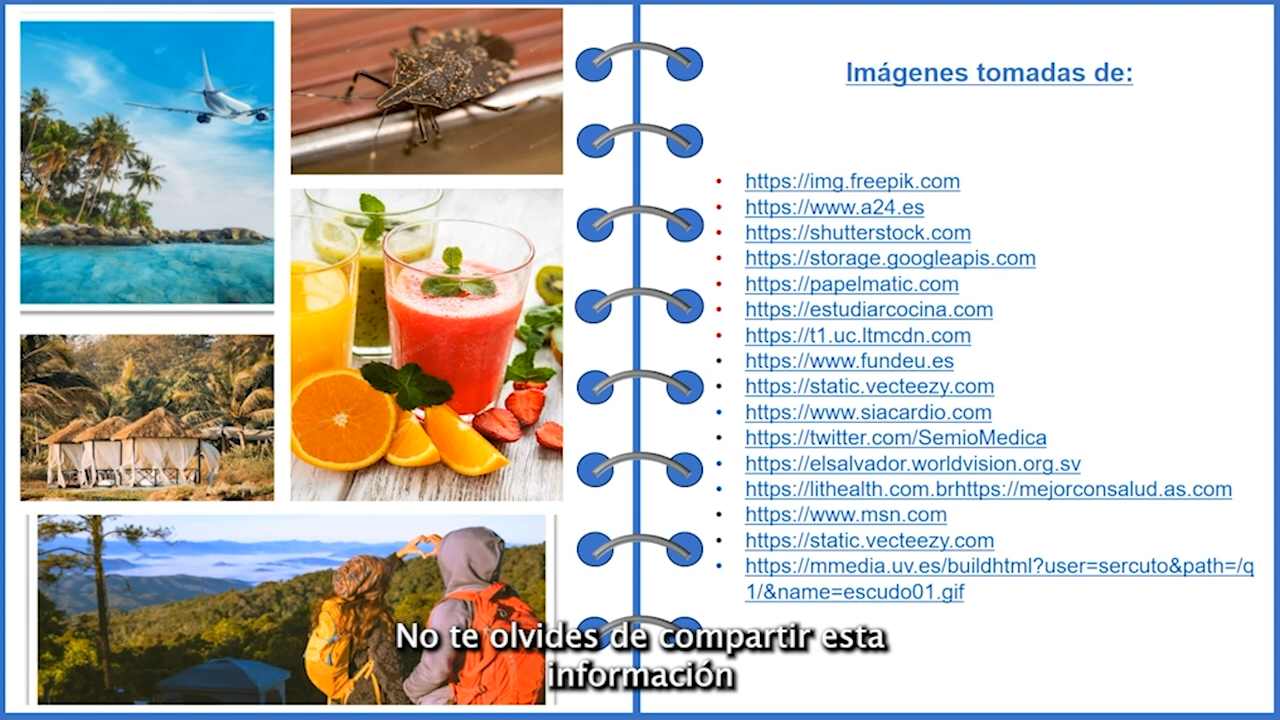 Imágenes tomadas de:
https://img.freepik.com
https://www.a24.es
https://shutterstock.com
https://storage.googleapis.com
https://papelmatic.com
https://estudiarcocina.com
https://t1.uc.ltmcdn.com
https://www.fundeu.es
https://static.vecteezy.com
https://www.siacardio.com
https://twitter.com/SemioMedica
https://elsalvador.worldvision.org.sv
https://lithealth.com.brhttps://mejorconsalud.as.com
https://www.msn.com
https://static.vecteezy.com
https://mmedia.uv.es/buildhtml?user=sercuto&path=/q
1/&name=escudo01.gif
No te olvides de compartir esta
información